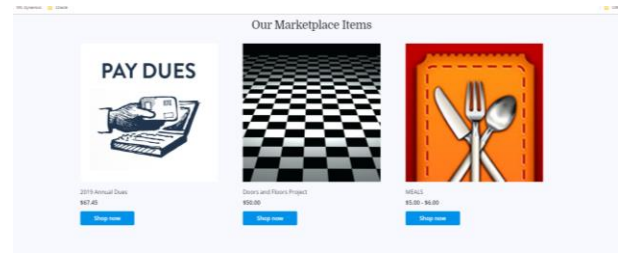 Our Marketplace Items
PAY DUES
2019 Annual Dues
$67.45
Shop now
Doors and Floors Project
$50.00
Shop now
MEALS
$5.00 - $6.00
Shop now